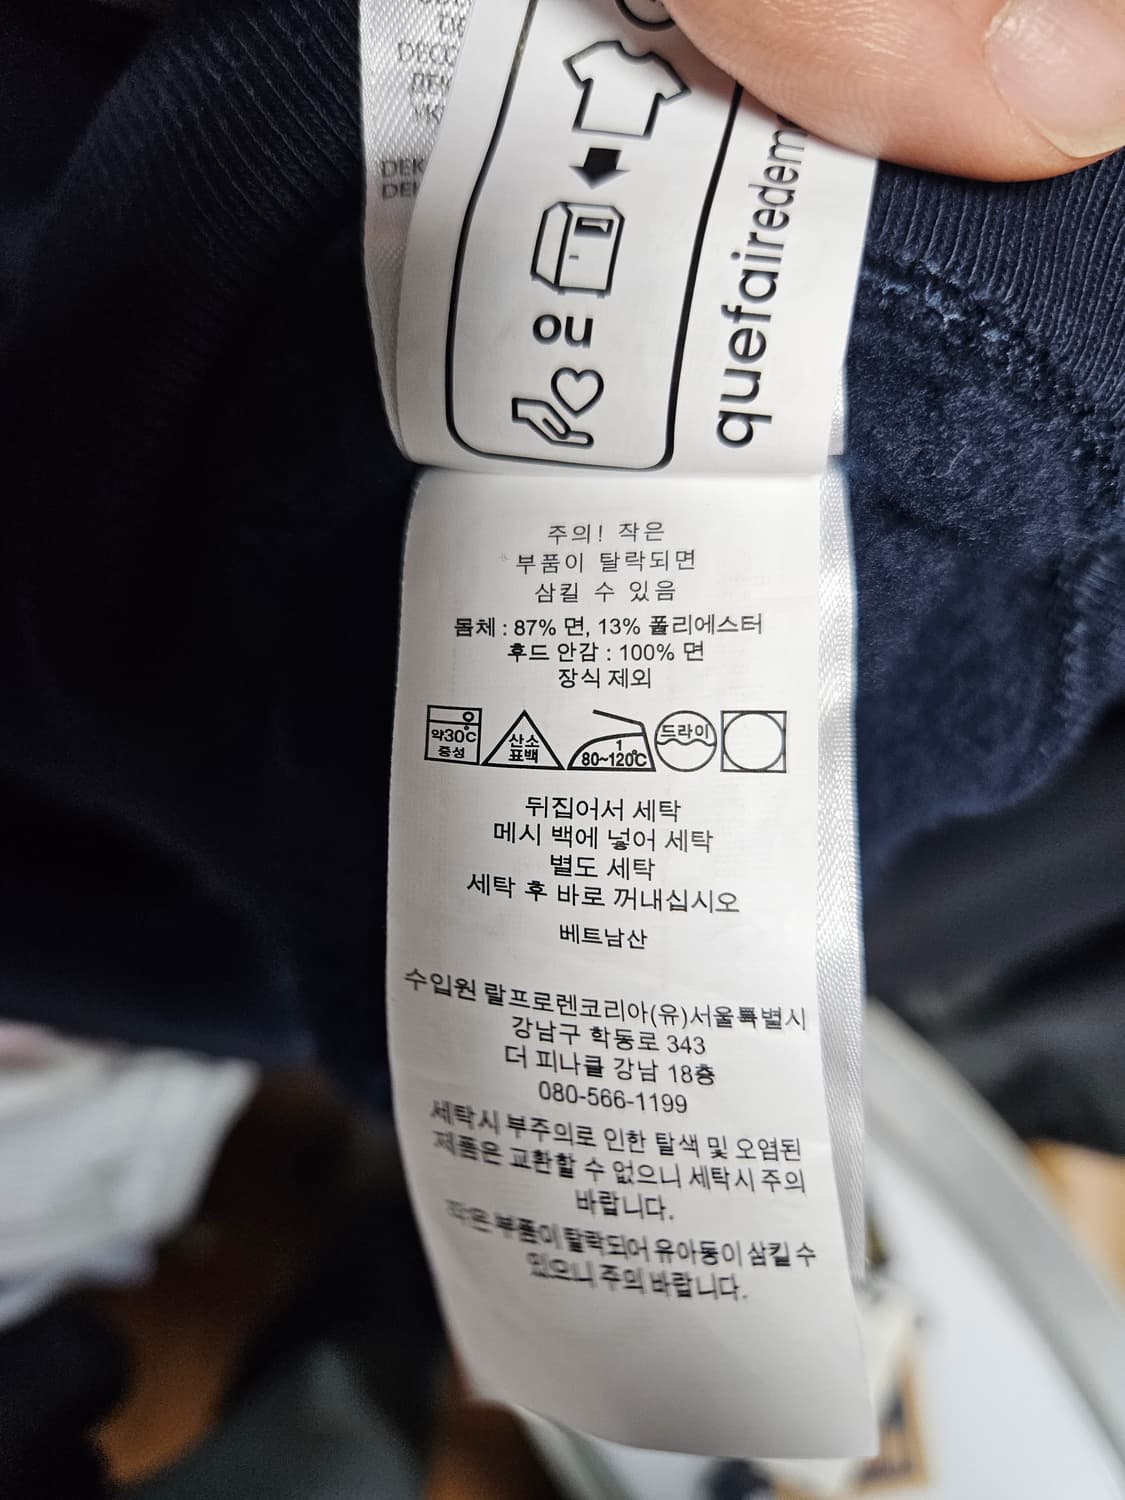 DEK
ou
quefairedem
주의! 작은
부품이 탈락되면
삼킬 수 있음
몸체 : 87% 면, 13% 폴리에스터
후드 안감 : 100% 면
장식 제외
약30℃ 중성
산소 표백
1 80~120℃
드라이
뒤집어서 세탁
메시 백에 넣어 세탁
별도 세탁
세탁 후 바로 꺼내십시오
베트남산
수입원 랄프로렌코리아(유)서울특별시
강남구 학동로 343
더 피나클 강남 18층
080-566-1199
세탁시 부주의로 인한 탈색 및 오염된
제품은 교환할 수 없으니 세탁시 주의
바랍니다.
작은 부품이 탈락되어 유아동이 삼킬 수
있으니 주의 바랍니다.